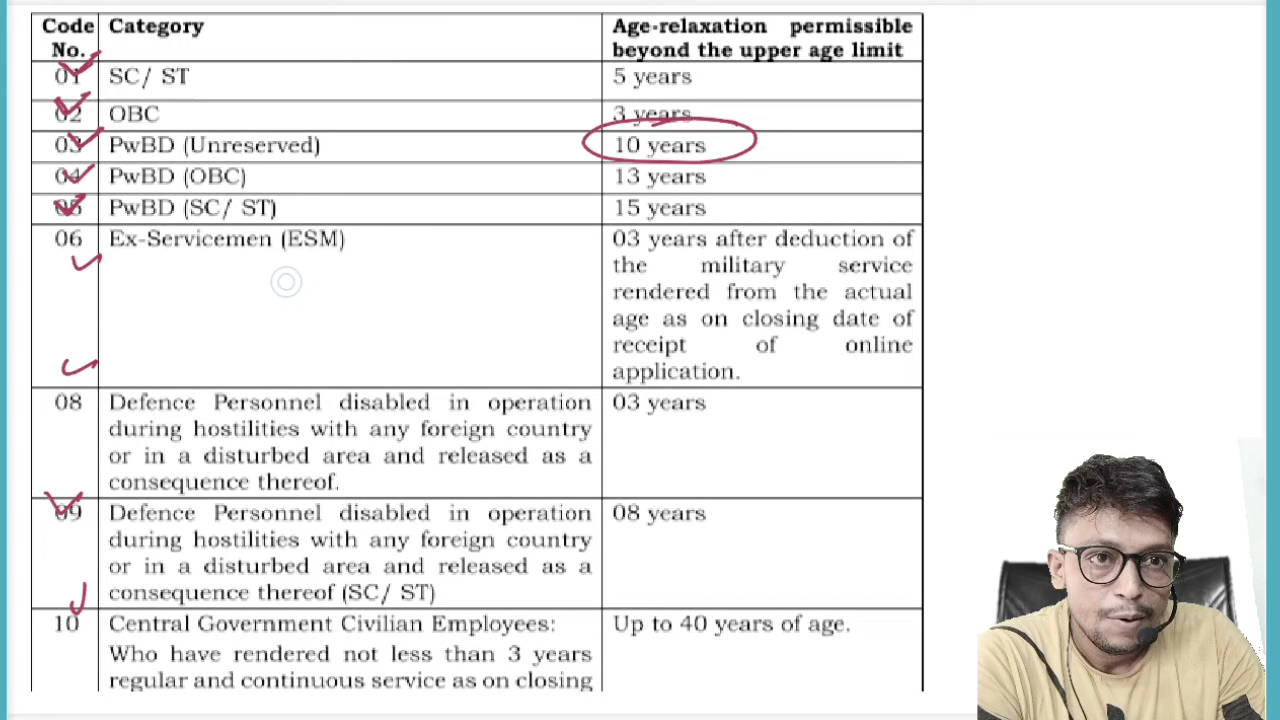 Code Category Age-relaxation permissible
No. beyond the upper age limit
01 SC/ ST 5 years
02 OBC 3 years
03 PwBD (Unreserved) 10 years
04 PwBD (OBC) 13 years
05 PwBD (SC/ ST) 15 years
06 Ex-Servicemen (ESM) 03 years after deduction of
the military service
rendered from the actual
age as on closing date of
receipt of online
application.
08 Defence Personnel disabled in operation 03 years
during hostilities with any foreign country
or in a disturbed area and released as a
consequence thereof.
09 Defence Personnel disabled in operation 08 years
during hostilities with any foreign country
or in a disturbed area and released as a
consequence thereof (SC/ ST)
10 Central Government Civilian Employees: Up to 40 years of age.
Who have rendered not less than 3 years
regular and continuous service as on closing